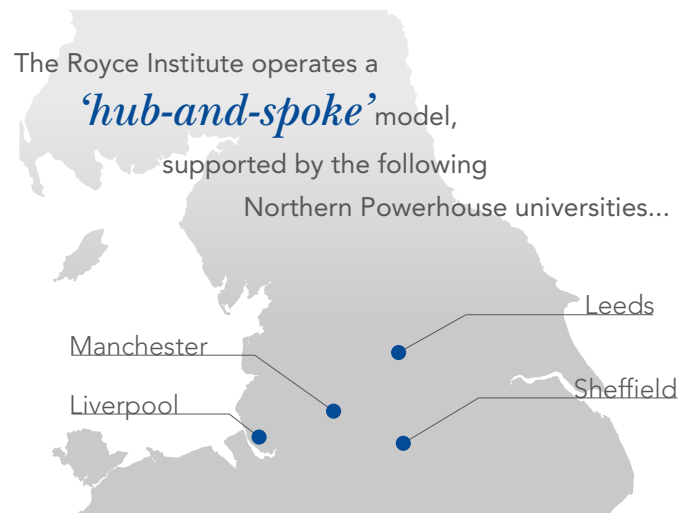 The Royce Institute operates a
‘hub-and-spoke’ model,
supported by the following
Northern Powerhouse universities...
Leeds
Manchester
Sheffield
Liverpool